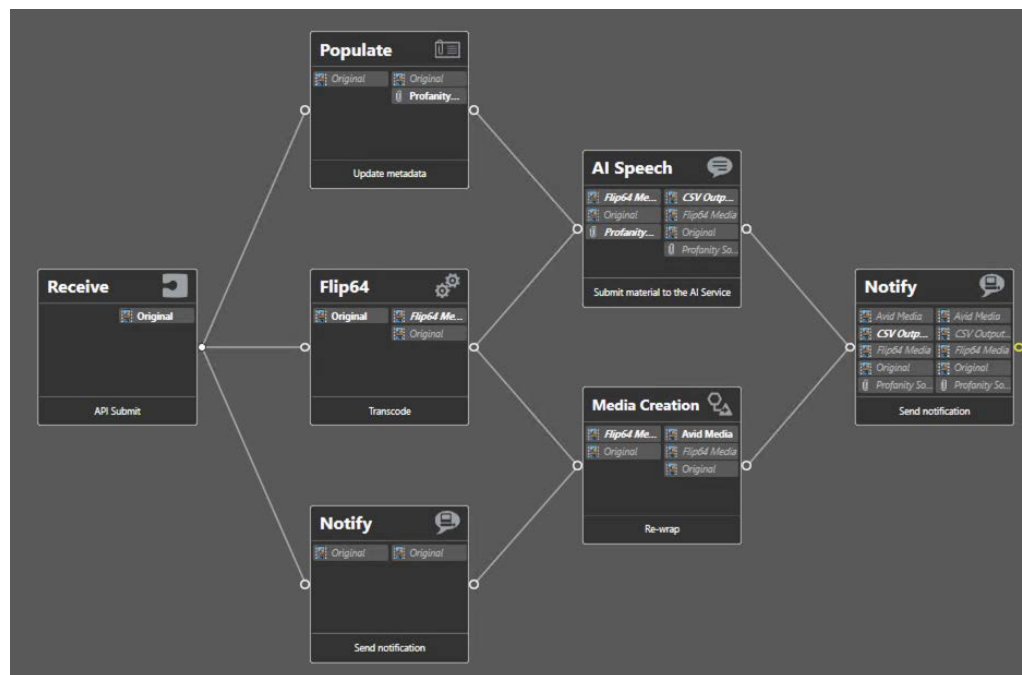 Populate
Original Original
Profanity...
Update metadata
AI Speech
Flip64 Me... CSV Outp...
Original Flip64 Media
Profanity... Original
Profanity So...
Submit material to the AI Service
Receive
Original
API Submit
Flip64
Original Flip64 Me...
Original
Transcode
Notify
Avid Media Avid Media
CSV Outp... CSV Output...
Flip64 Media Flip64 Media
Original Original
Profanity So... Profanity So...
Send notification
Media Creation
Flip64 Me... Avid Media
Original Flip64 Media
Original
Re-wrap
Notify
Original Original
Send notification